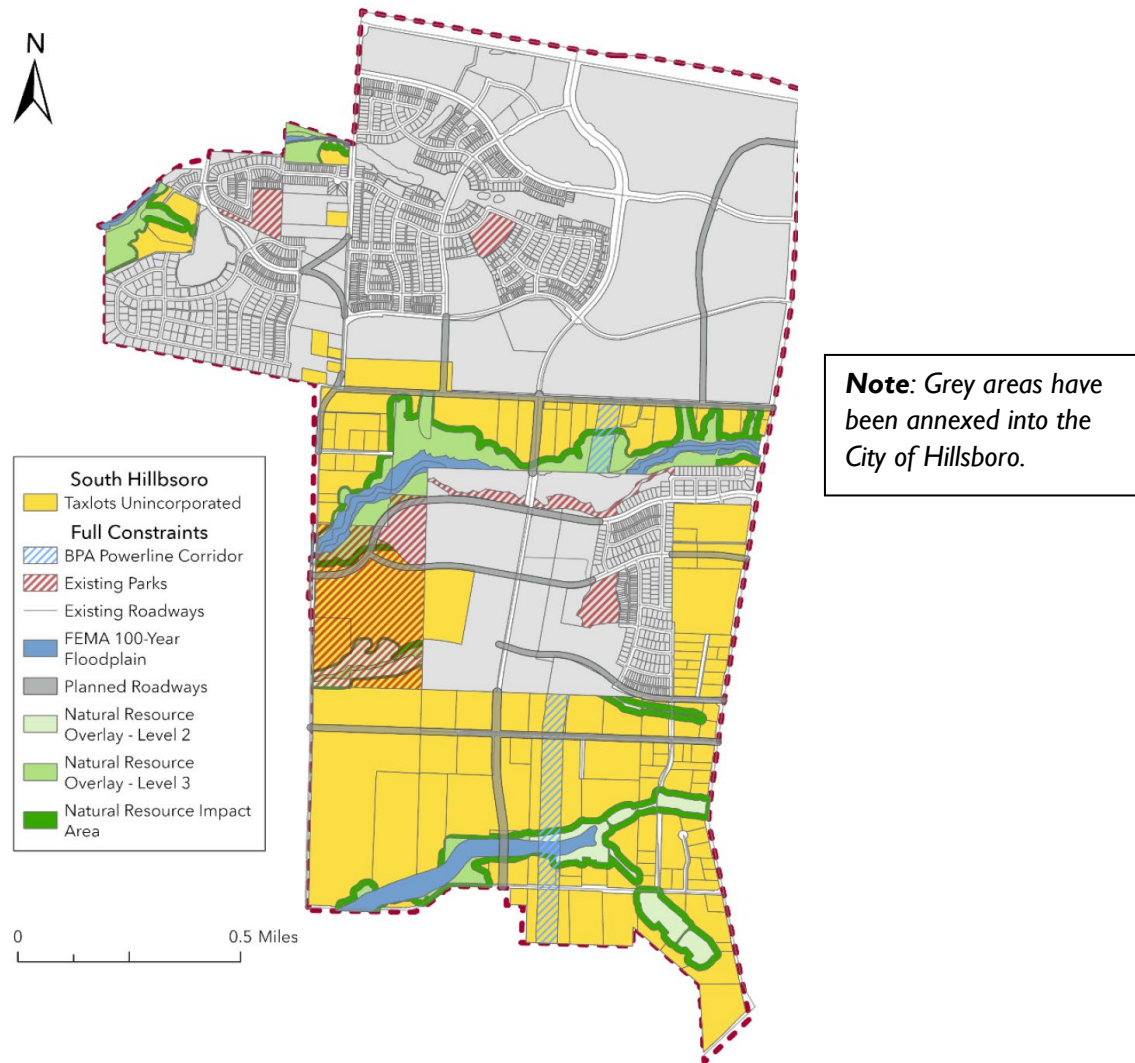 N
Note: Grey areas have
been annexed into the
City of Hillsboro.
South Hillbsoro
Taxlots Unincorporated
Full Constraints
BPA Powerline Corridor
Existing Parks
Existing Roadways
FEMA 100-Year
Floodplain
Planned Roadways
Natural Resource
Overlay - Level 2
Natural Resource
Overlay - Level 3
Natural Resource Impact
Area
0 0.5 Miles